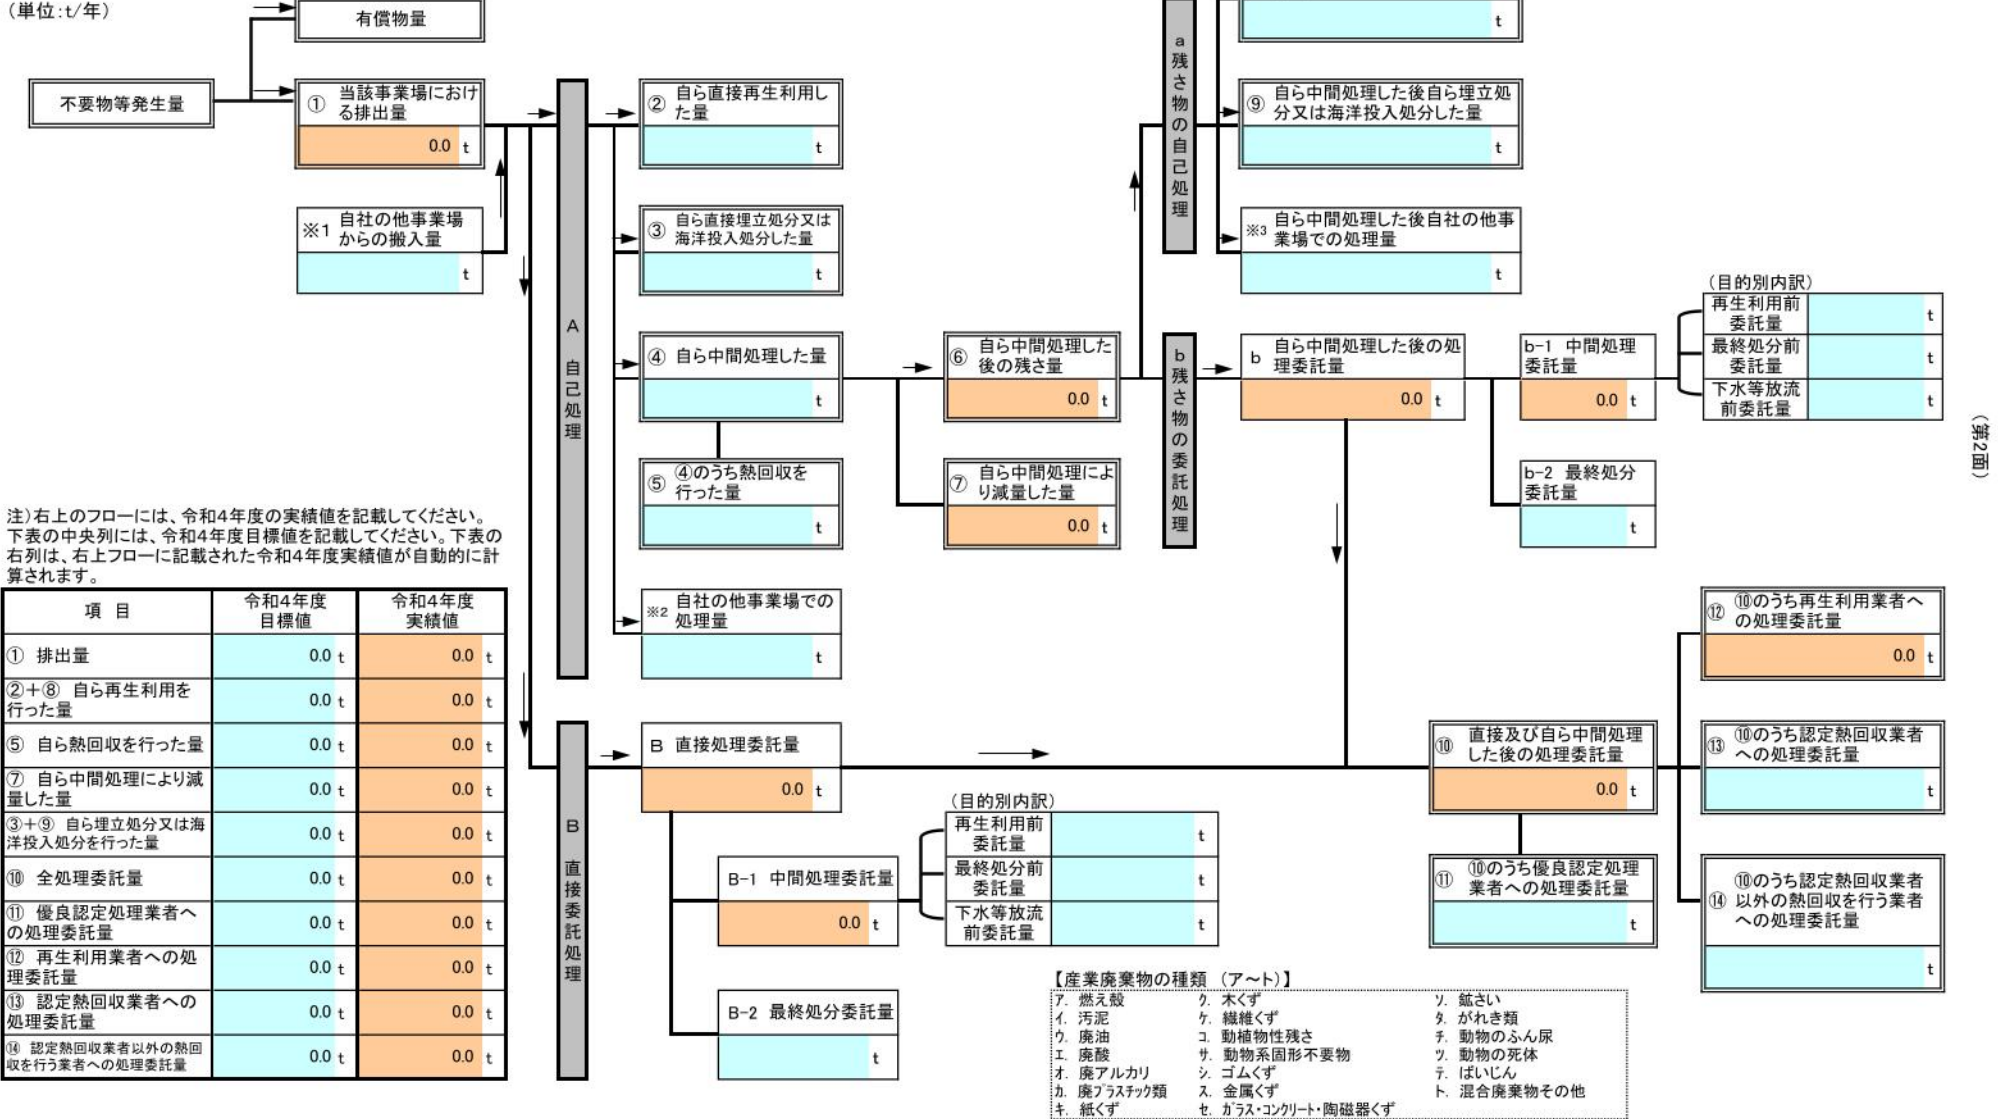 (単位:t/年)
有償物量
t
不要物等発生量
① 当該事業場におけ
る排出量
0.0 t
② 自ら直接再生利用し
た量
t
a 残さ物の自己処理
⑨ 自ら中間処理した後自ら埋立処
分又は海洋投入処分した量
t
※1 自社の他事業場
からの搬入量
t
③ 自ら直接埋立処分又は
海洋投入処分した量
t
※3 自ら中間処理した後自社の他事
業場での処理量
t
A 自己処理
④ 自ら中間処理した量
t
⑥ 自ら中間処理した
後の残さ量
0.0 t
b 残さ物の委託処理
b 自ら中間処理した後の処
理委託量
0.0 t
b-1 中間処理
委託量
0.0 t
(目的別内訳)
再生利用前
委託量
t
最終処分前
委託量
t
下水等放流
前委託量
t
(第2面)
⑤ ④のうち熱回収を
行った量
t
⑦ 自ら中間処理によ
り減量した量
0.0 t
b-2 最終処分
委託量
t
注)右上のフローには、令和4年度の実績値を記載してください。
下表の中央列には、令和4年度目標値を記載してください。下表の
右列は、右上フローに記載された令和4年度実績値が自動的に計
算されます。
※2 自社の他事業場での
処理量
t
項 目
令和4年度
目標値
令和4年度
実績値
① 排出量
0.0 t
0.0 t
②+⑧ 自ら再生利用を
行った量
0.0 t
0.0 t
⑤ 自ら熱回収を行った量
0.0 t
0.0 t
⑦ 自ら中間処理により減
量した量
0.0 t
0.0 t
③+⑨ 自ら埋立処分又は海
洋投入処分を行った量
0.0 t
0.0 t
⑩ 全処理委託量
0.0 t
0.0 t
⑪ 優良認定処理業者へ
の処理委託量
0.0 t
0.0 t
⑫ 再生利用業者への処
理委託量
0.0 t
0.0 t
⑬ 認定熱回収業者への
処理委託量
0.0 t
0.0 t
⑭ 認定熱回収業者以外の熱回
収を行う業者への処理委託量
0.0 t
0.0 t
B 直接委託処理
B 直接処理委託量
0.0 t
B-1 中間処理委託量
0.0 t
(目的別内訳)
再生利用前
委託量
t
最終処分前
委託量
t
下水等放流
前委託量
t
B-2 最終処分委託量
t
⑩ 直接及び自ら中間処理
した後の処理委託量
0.0 t
⑪ ⑩のうち優良認定処理
業者への処理委託量
t
⑫ ⑩のうち再生利用業者へ
の処理委託量
0.0 t
⑬ ⑩のうち認定熱回収業者
への処理委託量
t
⑭ ⑩のうち認定熱回収業者
以外の熱回収を行う業者
への処理委託量
t
【産業廃棄物の種類 (ア~ト)】
ア. 燃え殻
イ. 汚泥
ウ. 廃油
エ. 廃酸
オ. 廃アルカリ
カ. 廃プラスチック類
キ. 紙くず
ク. 木くず
ケ. 繊維くず
コ. 動植物性残さ
サ. 動物系固形不要物
シ. ゴムくず
ス. 金属くず
セ. ガラス・コンクリート・陶磁器くず
ソ. 鉱さい
タ. がれき類
チ. 動物のふん尿
ツ. 動物の死体
テ. ばいじん
ト. 混合廃棄物その他